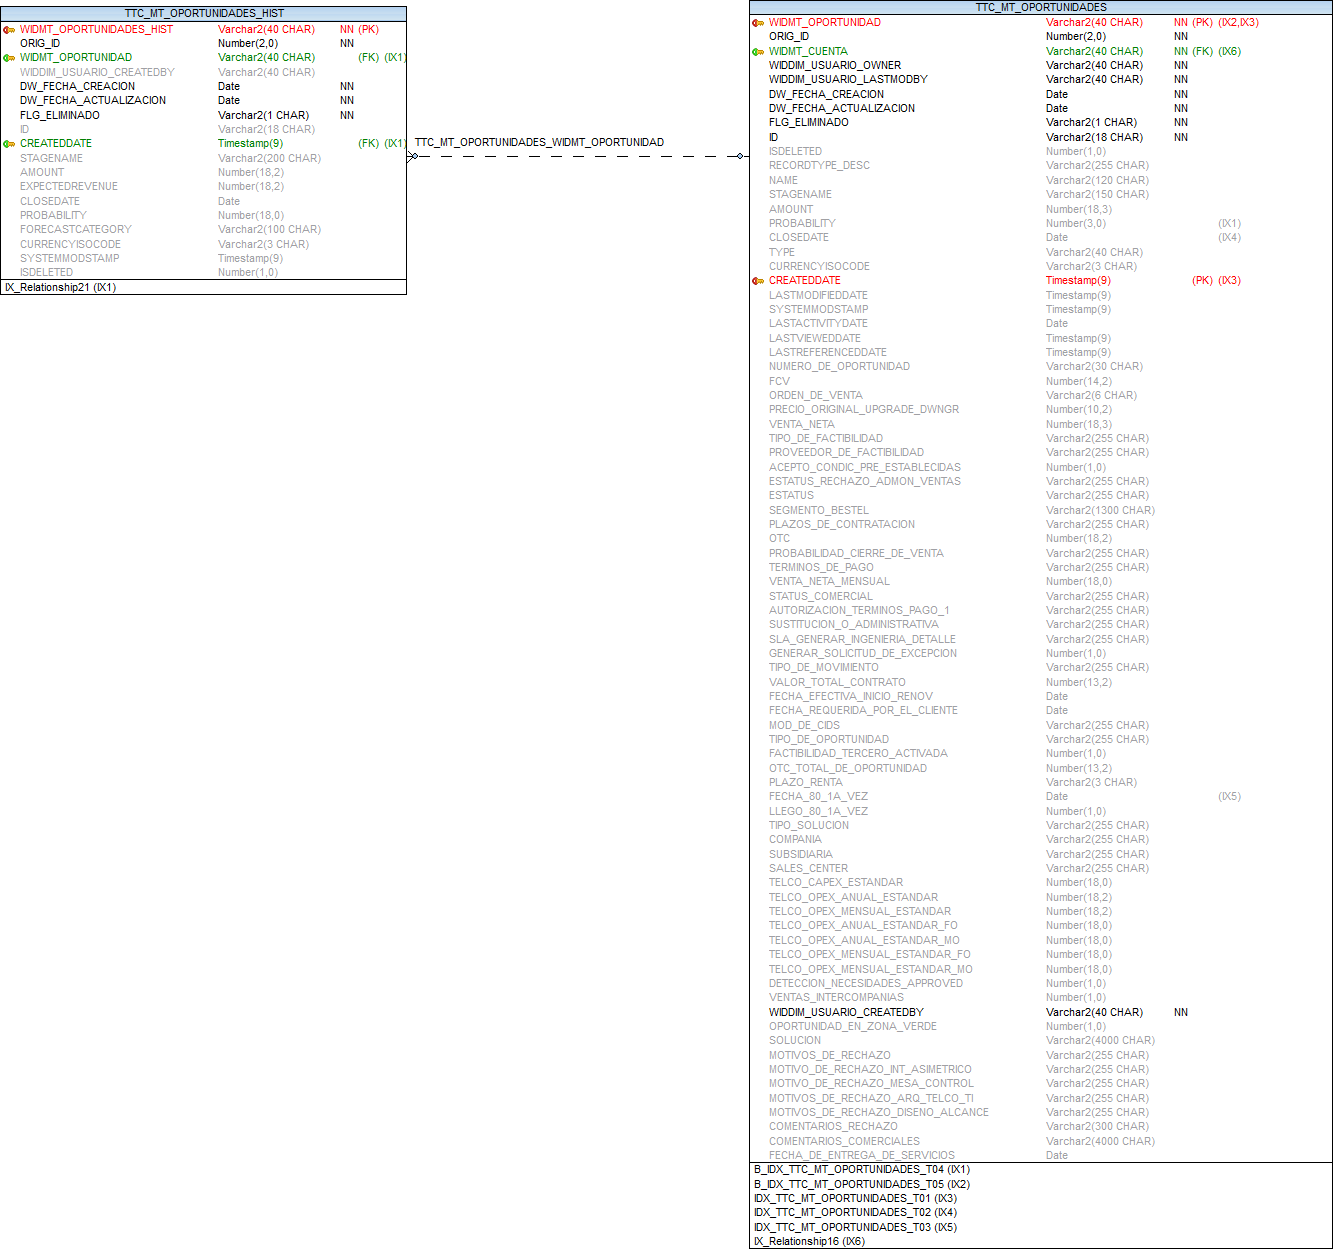 TTC_MT_OPORTUNIDADES_HIST
WIDMT_OPORTUNIDADES_HIST Varchar2(40 CHAR) NN (PK)
ORIG_ID Number(2,0) NN
WIDMT_OPORTUNIDAD Varchar2(40 CHAR) (FK) (IX1)
WIDDIM_USUARIO_CREATEDBY Varchar2(40 CHAR)
DW_FECHA_CREACION Date NN
DW_FECHA_ACTUALIZACION Date NN
FLG_ELIMINADO Varchar2(1 CHAR) NN
ID Varchar2(18 CHAR)
CREATEDDATE Timestamp(9) (FK) (IX1)
STAGENAME Varchar2(200 CHAR)
AMOUNT Number(18,2)
EXPECTEDREVENUE Number(18,2)
CLOSEDATE Date
PROBABILITY Number(18,0)
FORECASTCATEGORY Varchar2(100 CHAR)
CURRENCYISOCODE Varchar2(3 CHAR)
SYSTEMMODSTAMP Timestamp(9)
ISDELETED Number(1,0)
IX_Relationship21 (IX1)
TTC_MT_OPORTUNIDADES_WIDMT_OPORTUNIDAD
TTC_MT_OPORTUNIDADES
WIDMT_OPORTUNIDAD Varchar2(40 CHAR) NN (PK) (IX2,IX3)
ORIG_ID Number(2,0) NN
WIDMT_CUENTA Varchar2(40 CHAR) NN (FK) (IX6)
WIDDIM_USUARIO_OWNER Varchar2(40 CHAR) NN
WIDDIM_USUARIO_LASTMODBY Varchar2(40 CHAR) NN
DW_FECHA_CREACION Date NN
DW_FECHA_ACTUALIZACION Date NN
FLG_ELIMINADO Varchar2(1 CHAR) NN
ID Varchar2(18 CHAR) NN
ISDELETED Number(1,0)
RECORDTYPE_DESC Varchar2(255 CHAR)
NAME Varchar2(120 CHAR)
STAGENAME Varchar2(150 CHAR)
AMOUNT Number(18,3)
PROBABILITY Number(3,0) (IX1)
CLOSEDATE Date (IX4)
TYPE Varchar2(40 CHAR)
CURRENCYISOCODE Varchar2(3 CHAR)
CREATEDDATE Timestamp(9) (PK) (IX3)
LASTMODIFIEDDATE Timestamp(9)
SYSTEMMODSTAMP Timestamp(9)
LASTACTIVITYDATE Date
LASTVIEWEDDATE Timestamp(9)
LASTREFERENCEDDATE Timestamp(9)
NUMERO_DE_OPORTUNIDAD Varchar2(30 CHAR)
FCV Number(14,2)
ORDEN_DE_VENTA Varchar2(6 CHAR)
PRECIO_ORIGINAL_UPGRADE_DWNGR Number(10,2)
VENTA_NETA Number(18,3)
TIPO_DE_FACTIBILIDAD Varchar2(255 CHAR)
PROVEEDOR_DE_FACTIBILIDAD Varchar2(255 CHAR)
ACEPTO_CONDIC_PRE_ESTABLECIDAS Number(1,0)
ESTATUS_RECHAZO_ADMON_VENTAS Varchar2(255 CHAR)
ESTATUS Varchar2(255 CHAR)
SEGMENTO_BESTEL Varchar2(1300 CHAR)
PLAZOS_DE_CONTRATACION Varchar2(255 CHAR)
OTC Number(18,2)
PROBABILIDAD_CIERRE_DE_VENTA Varchar2(255 CHAR)
TERMINOS_DE_PAGO Varchar2(255 CHAR)
VENTA_NETA_MENSUAL Number(18,0)
STATUS_COMERCIAL Varchar2(255 CHAR)
AUTORIZACION_TERMINOS_PAGO_1 Varchar2(255 CHAR)
SUSTITUCION_O_ADMINISTRATIVA Varchar2(255 CHAR)
SLA_GENERAR_INGENIERIA_DETALLE Varchar2(255 CHAR)
GENERAR_SOLICITUD_DE_EXCEPCION Number(1,0)
TIPO_DE_MOVIMIENTO Varchar2(255 CHAR)
VALOR_TOTAL_CONTRATO Number(13,2)
FECHA_EFECTIVA_INICIO_RENOV Date
FECHA_REQUERIDA_POR_EL_CLIENTE Date
MOD_DE_CIDS Varchar2(255 CHAR)
TIPO_DE_OPORTUNIDAD Varchar2(255 CHAR)
FACTIBILIDAD_TERCERO_ACTIVADA Number(1,0)
OTC_TOTAL_DE_OPORTUNIDAD Number(13,2)
PLAZO_RENTA Varchar2(3 CHAR)
FECHA_80_1A_VEZ Date (IX5)
LLEGO_80_1A_VEZ Number(1,0)
TIPO_SOLUCION Varchar2(255 CHAR)
COMPANIA Varchar2(255 CHAR)
SUBSIDIARIA Varchar2(255 CHAR)
SALES_CENTER Varchar2(255 CHAR)
TELCO_CAPEX_ESTANDAR Number(18,0)
TELCO_OPEX_ANUAL_ESTANDAR Number(18,2)
TELCO_OPEX_MENSUAL_ESTANDAR Number(18,2)
TELCO_OPEX_ANUAL_ESTANDAR_FO Number(18,0)
TELCO_OPEX_ANUAL_ESTANDAR_MO Number(18,0)
TELCO_OPEX_MENSUAL_ESTANDAR_FO Number(18,0)
TELCO_OPEX_MENSUAL_ESTANDAR_MO Number(18,0)
DETECCION_NECESIDADES_APPROVED Number(1,0)
VENTAS_INTERCOMPANIAS Number(1,0)
WIDDIM_USUARIO_CREATEDBY Varchar2(40 CHAR) NN
OPORTUNIDAD_EN_ZONA_VERDE Number(1,0)
SOLUCION Varchar2(4000 CHAR)
MOTIVOS_DE_RECHAZO Varchar2(255 CHAR)
MOTIVO_DE_RECHAZO_INT_ASIMETRICO Varchar2(255 CHAR)
MOTIVO_DE_RECHAZO_MESA_CONTROL Varchar2(255 CHAR)
MOTIVOS_DE_RECHAZO_ARQ_TELCO_TI Varchar2(255 CHAR)
MOTIVOS_DE_RECHAZO_DISENO_ALCANCE Varchar2(255 CHAR)
COMENTARIOS_RECHAZO Varchar2(300 CHAR)
COMENTARIOS_COMERCIALES Varchar2(4000 CHAR)
FECHA_DE_ENTREGA_DE_SERVICIOS Date
B_IDX_TTC_MT_OPORTUNIDADES_T04 (IX1)
B_IDX_TTC_MT_OPORTUNIDADES_T05 (IX2)
IDX_TTC_MT_OPORTUNIDADES_T01 (IX3)
IDX_TTC_MT_OPORTUNIDADES_T02 (IX4)
IDX_TTC_MT_OPORTUNIDADES_T03 (IX5)
IX_Relationship16 (IX6)